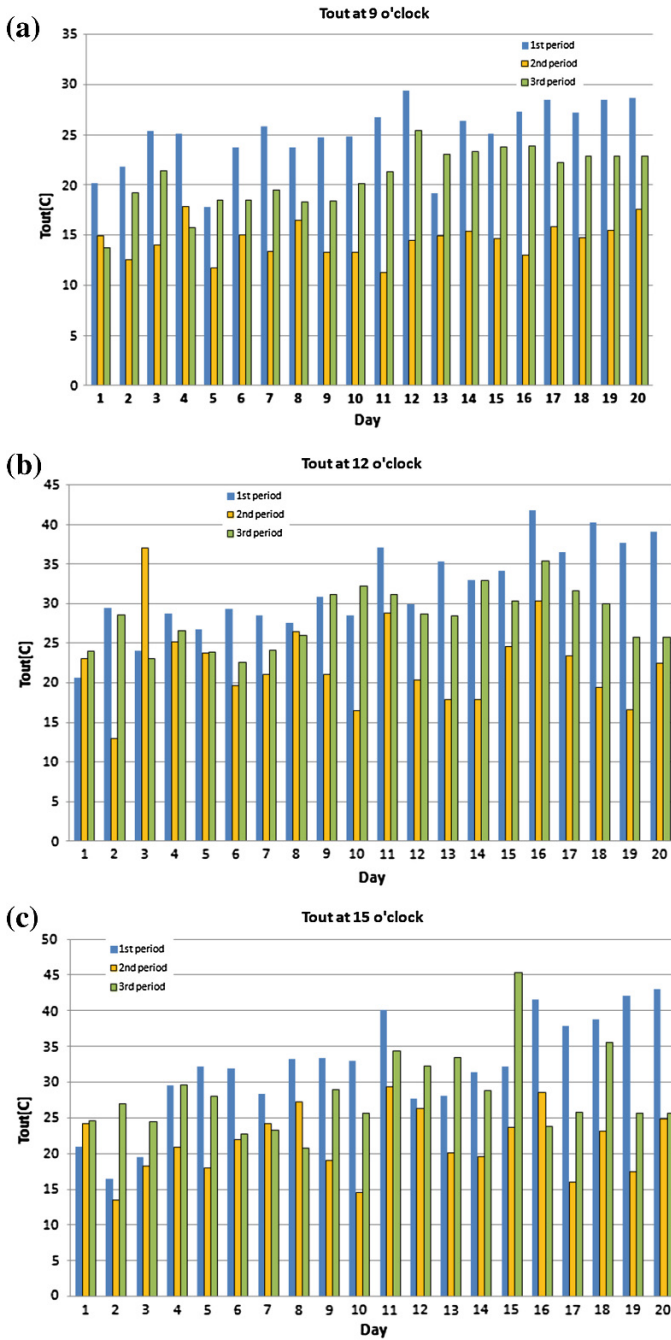 (a)
Tout at 9 o'clock
35
30
25
20
15
10
5
0
Tout[C]
1st period
2nd period
3rd period
1 2 3 4 5 6 7 8 9 10 11 12 13 14 15 16 17 18 19 20
Day
(b)
Tout at 12 o'clock
45
40
35
30
25
20
15
10
5
0
Tout[C]
1st period
2nd period
3rd period
1 2 3 4 5 6 7 8 9 10 11 12 13 14 15 16 17 18 19 20
Day
(c)
Tout at 15 o'clock
50
45
40
35
30
25
20
15
10
5
0
Tout[C]
1st period
2nd period
3rd period
1 2 3 4 5 6 7 8 9 10 11 12 13 14 15 16 17 18 19 20
Day